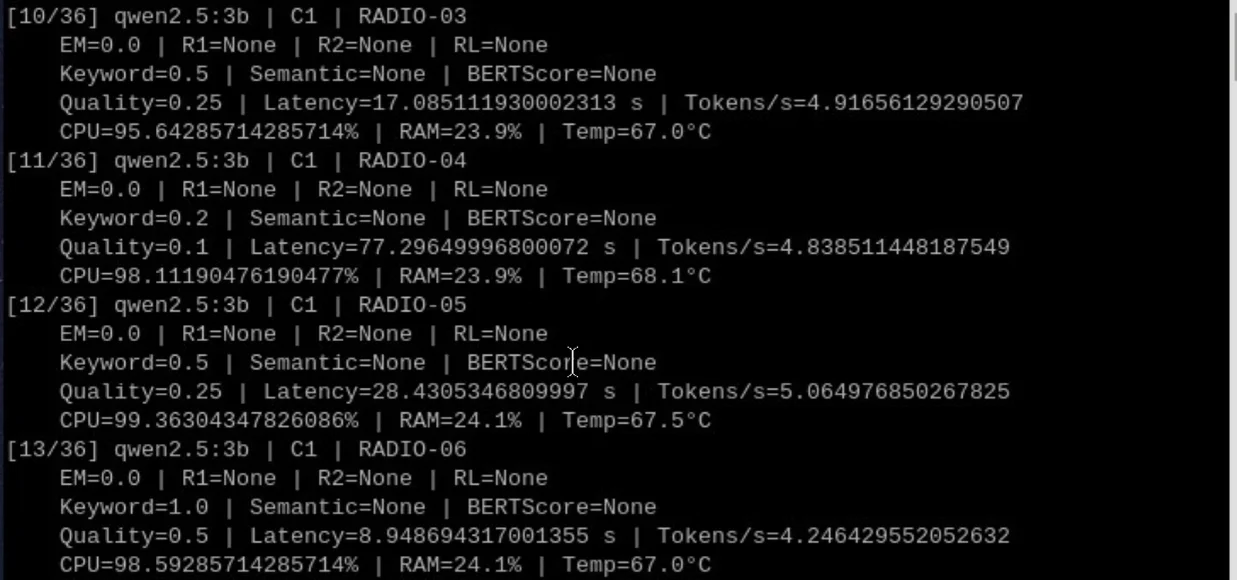 [10/36] qwen2.5:3b | C1 | RADIO-03
EM=0.0 | R1=None | R2=None | RL=None
Keyword=0.5 | Semantic=None | BERTScore=None
Quality=0.25 | Latency=17.085111930002313 s | Tokens/s=4.91656129290507
CPU=95.64285714285714% | RAM=23.9% | Temp=67.0°C
[11/36] qwen2.5:3b | C1 | RADIO-04
EM=0.0 | R1=None | R2=None | RL=None
Keyword=0.2 | Semantic=None | BERTScore=None
Quality=0.1 | Latency=77.29649996800072 s | Tokens/s=4.838511448187549
CPU=98.11190476190477% | RAM=23.9% | Temp=68.1°C
[12/36] qwen2.5:3b | C1 | RADIO-05
EM=0.0 | R1=None | R2=None | RL=None
Keyword=0.5 | Semantic=None | BERTScore=None
Quality=0.25 | Latency=28.4305346809997 s | Tokens/s=5.064976850267825
CPU=99.36304347826086% | RAM=24.1% | Temp=67.5°C
[13/36] qwen2.5:3b | C1 | RADIO-06
EM=0.0 | R1=None | R2=None | RL=None
Keyword=1.0 | Semantic=None | BERTScore=None
Quality=0.5 | Latency=8.948694317001355 s | Tokens/s=4.246429552052632
CPU=98.59285714285714% | RAM=24.1% | Temp=67.0°C